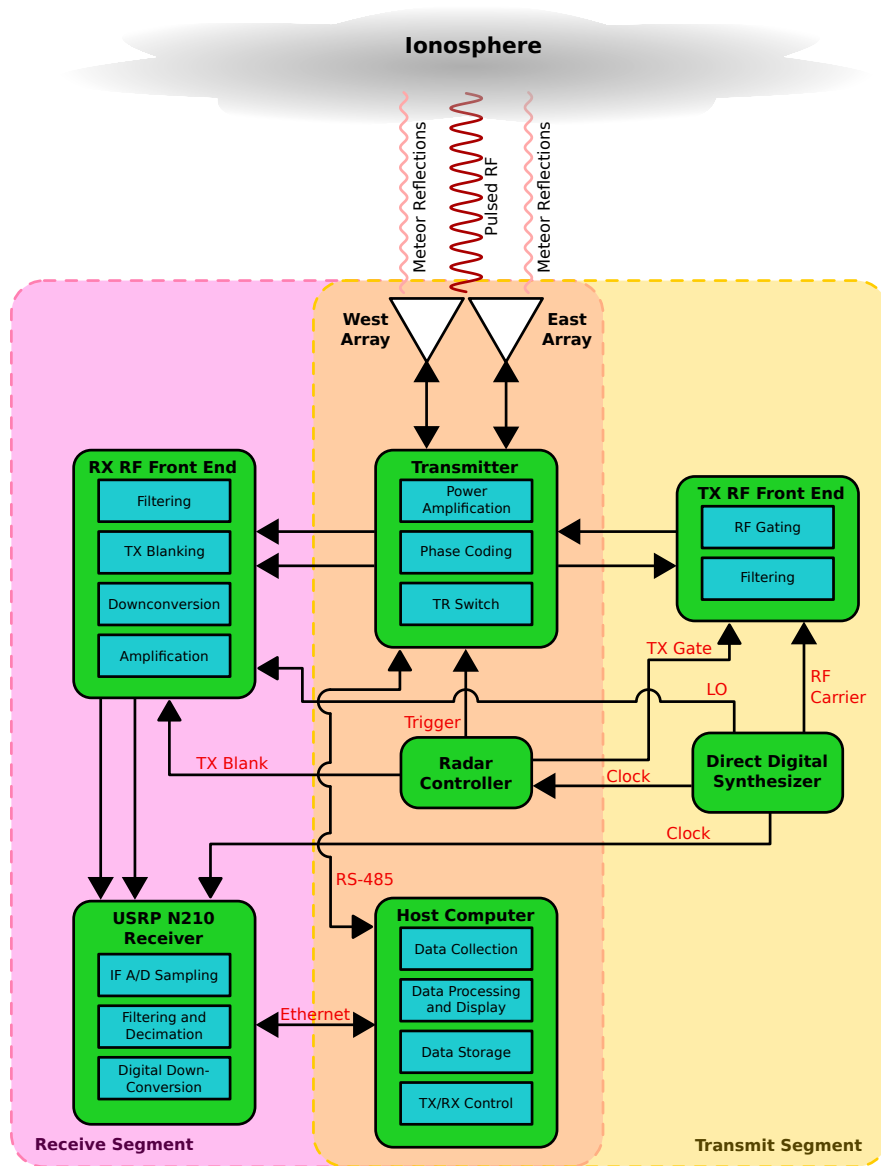 Ionosphere
Meteor Reflections
Pulsed RF
Meteor Reflections
West
Array
East
Array
RX RF Front End
Filtering
TX Blanking
Downconversion
Amplification
Transmitter
Power
Amplification
Phase Coding
TR Switch
TX RF Front End
RF Gating
Filtering
TX Gate
RF
Carrier
LO
Trigger
TX Blank
Radar
Controller
Clock
Direct Digital
Synthesizer
Clock
RS-485
USRP N210
Receiver
IF A/D Sampling
Filtering and
Decimation
Digital Down-
Conversion
Ethernet
Host Computer
Data Collection
Data Processing
and Display
Data Storage
TX/RX Control
Receive Segment
Transmit Segment